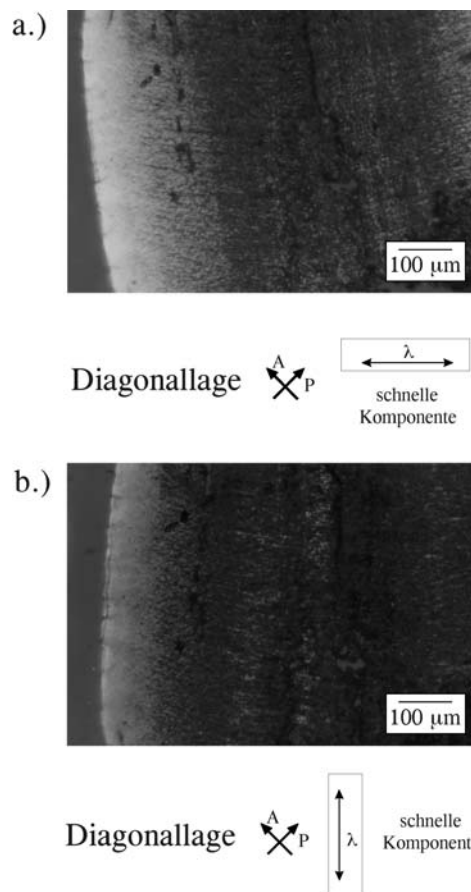 a.)
100 µm
Diagonallage
A
P
λ
schnelle
Komponente
b.)
100 µm
Diagonallage
A
P
λ
schnelle
Komponent